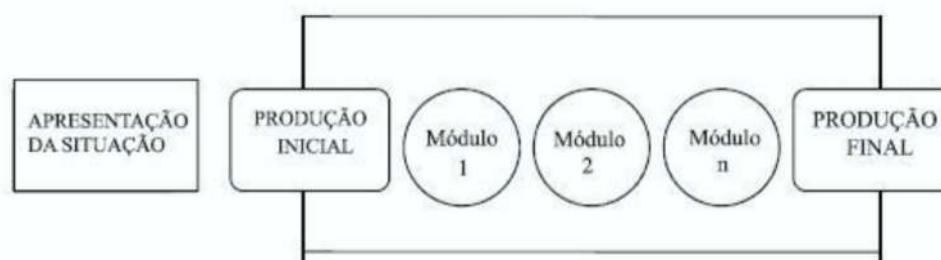 APRESENTAÇÃO
DA SITUAÇÃO
PRODUÇÃO
INICIAL
Módulo
1
Módulo
2
Módulo
n
PRODUÇÃO
FINAL